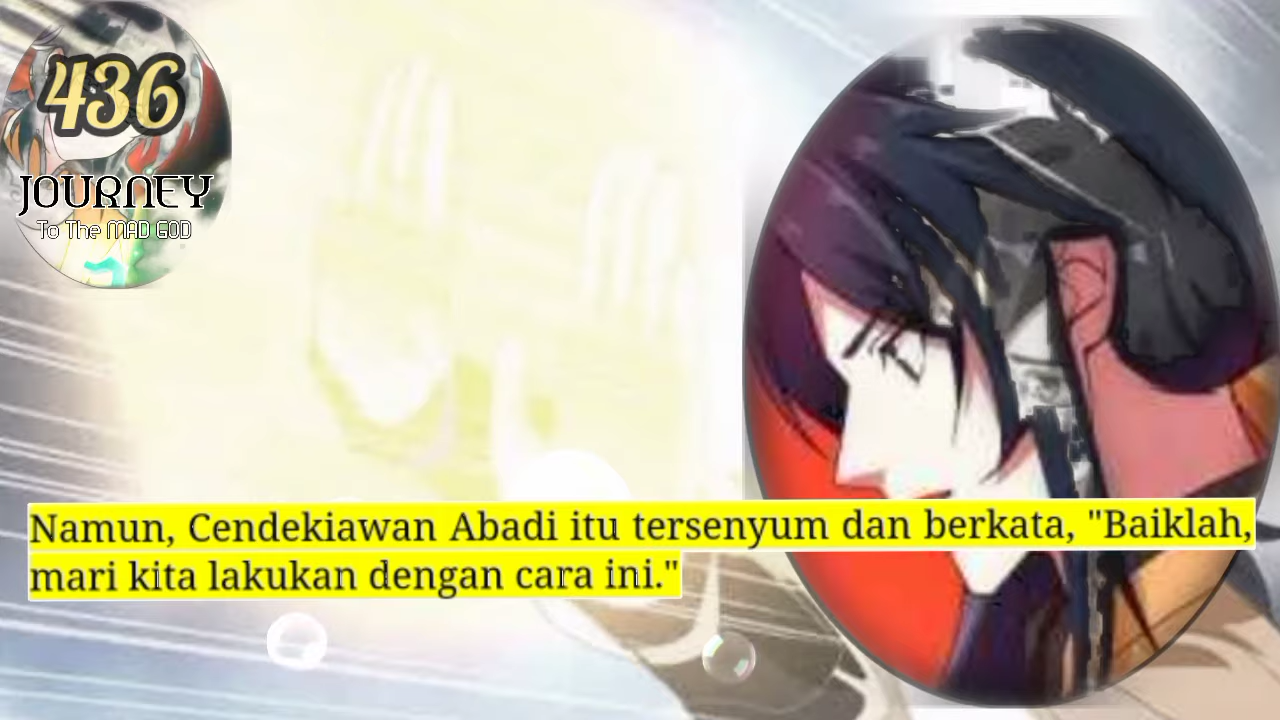 436
JOURNEY
To The MAD GOD
Namun, Cendekiawan Abadi itu tersenyum dan berkata, "Baiklah,
mari kita lakukan dengan cara ini."